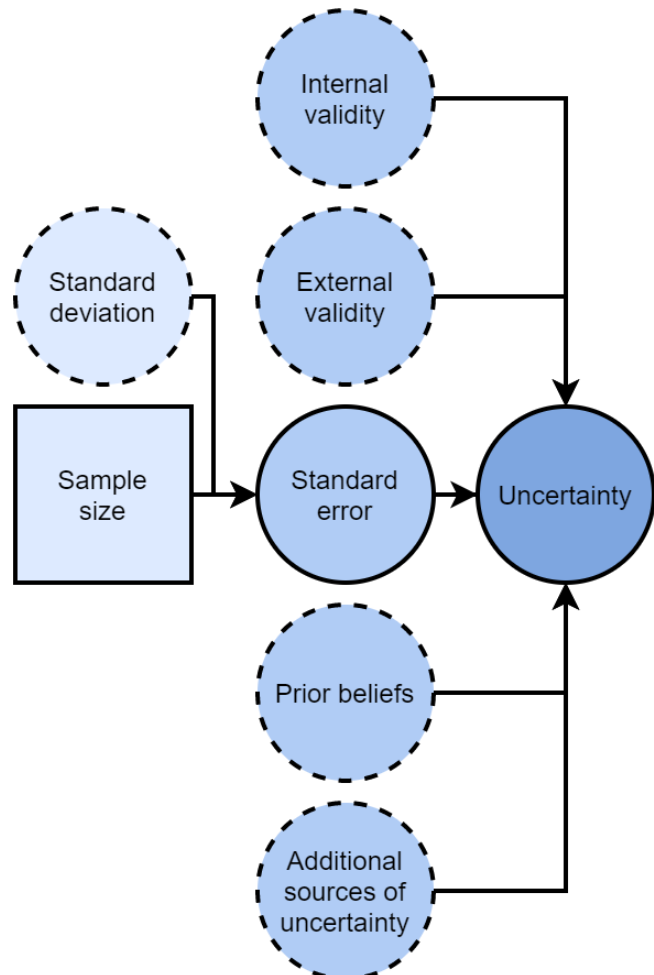 Internal
validity
Standard
deviation
External
validity
Sample
size
Standard
error
Uncertainty
Prior beliefs
Additional
sources of
uncertainty